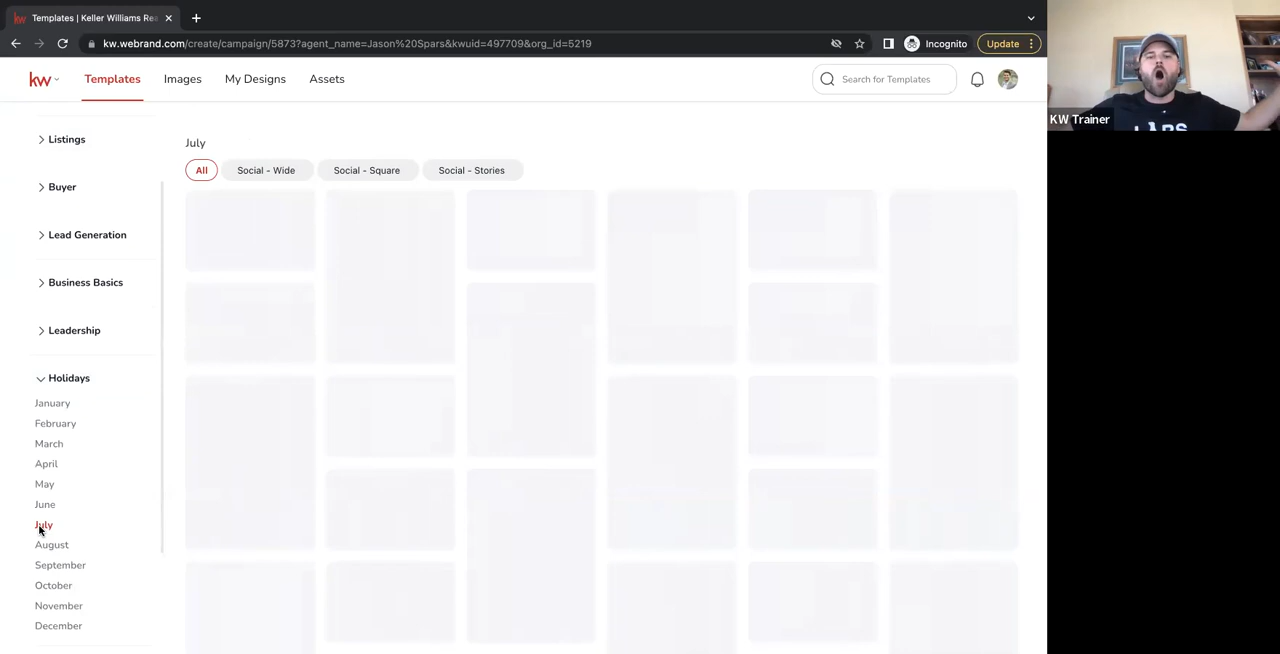 Templates | Keller Williams Rea
kw.webrand.com/create/campaign/5873?agent_name=Jason%20Spars&kwuid=497709&org_id=5219
Incognito
Update
kw
Templates
Images
My Designs
Assets
Search for Templates
KW Trainer
LABS
Listings
Buyer
Lead Generation
Business Basics
Leadership
Holidays
January
February
March
April
May
June
July
August
September
October
November
December
July
All
Social - Wide
Social - Square
Social - Stories